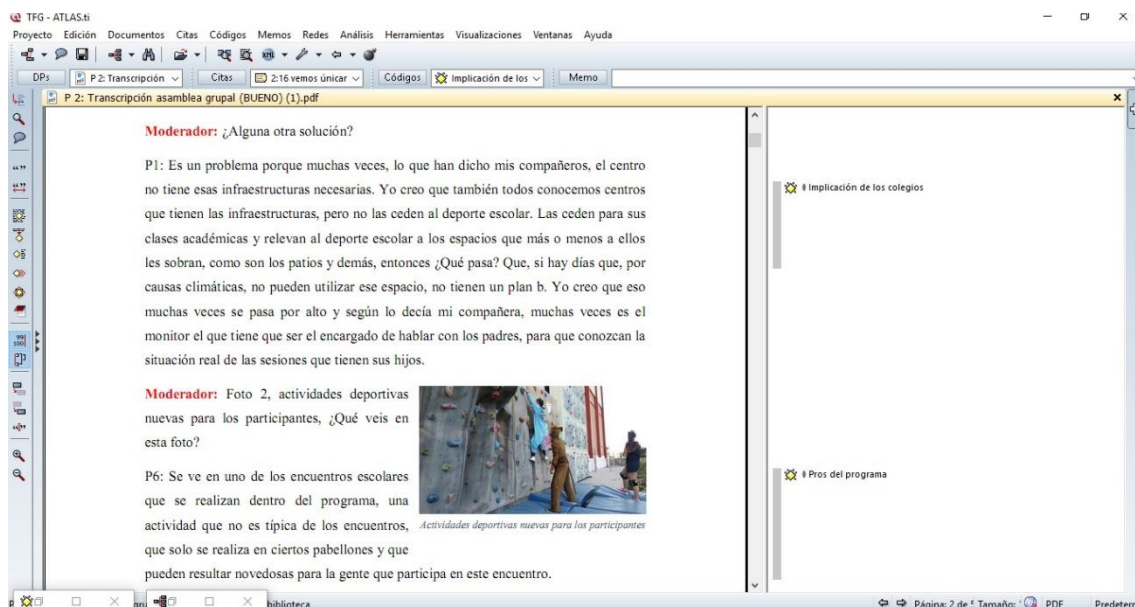 TFG - ATLAS.ti
Proyecto Edición Documentos Citas Códigos Memos Redes Análisis Herramientas Visualizaciones Ventanas Ayuda
DPs P 2: Transcripción Citas 2:16 vemos únicar Códigos Implicación de los Memo
P 2: Transcripción asamblea grupal (BUENO) (1).pdf
Moderador: ¿Alguna otra solución?
P1: Es un problema porque muchas veces, lo que han dicho mis compañeros, el centro
no tiene esas infraestructuras necesarias. Yo creo que también todos conocemos centros
que tienen las infraestructuras, pero no las ceden al deporte escolar. Las ceden para sus
clases académicas y relevan al deporte escolar a los espacios que más o menos a ellos
les sobran, como son los patios y demás, entonces ¿Qué pasa? Que, si hay días que, por
causas climáticas, no pueden utilizar ese espacio, no tienen un plan b. Yo creo que eso
muchas veces se pasa por alto y según lo decía mi compañera, muchas veces es el
monitor el que tiene que ser el encargado de hablar con los padres, para que conozcan la
situación real de las sesiones que tienen sus hijos.
Implicación de los colegios
Moderador: Foto 2, actividades deportivas
nuevas para los participantes, ¿Qué veis en
esta foto?
P6: Se ve en uno de los encuentros escolares
que se realizan dentro del programa, una
actividad que no es típica de los encuentros,
que solo se realiza en ciertos pabellones y que
pueden resultar novedosas para la gente que participa en este encuentro.
Actividades deportivas nuevas para los participantes
Pros del programa
biblioteca
Página: 2 de Tamaño: PDF Predeter